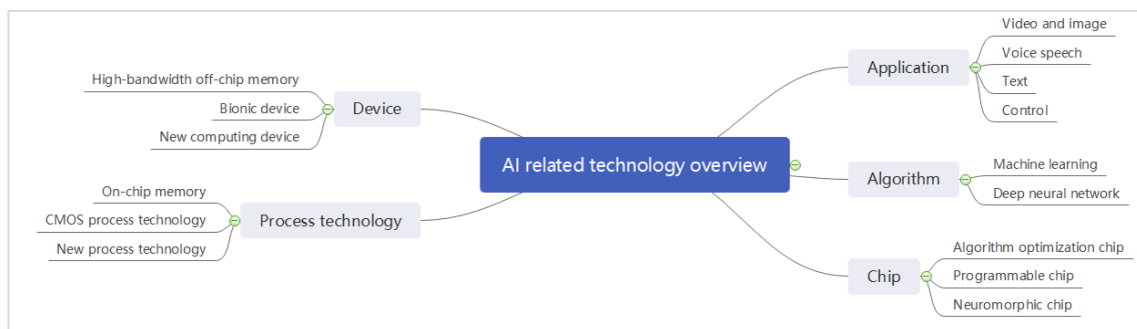 AI related technology overview
Application
Video and image
Voice speech
Text
Control
Algorithm
Machine learning
Deep neural network
Chip
Algorithm optimization chip
Programmable chip
Neuromorphic chip
Device
High-bandwidth off-chip memory
Bionic device
New computing device
Process technology
On-chip memory
CMOS process technology
New process technology